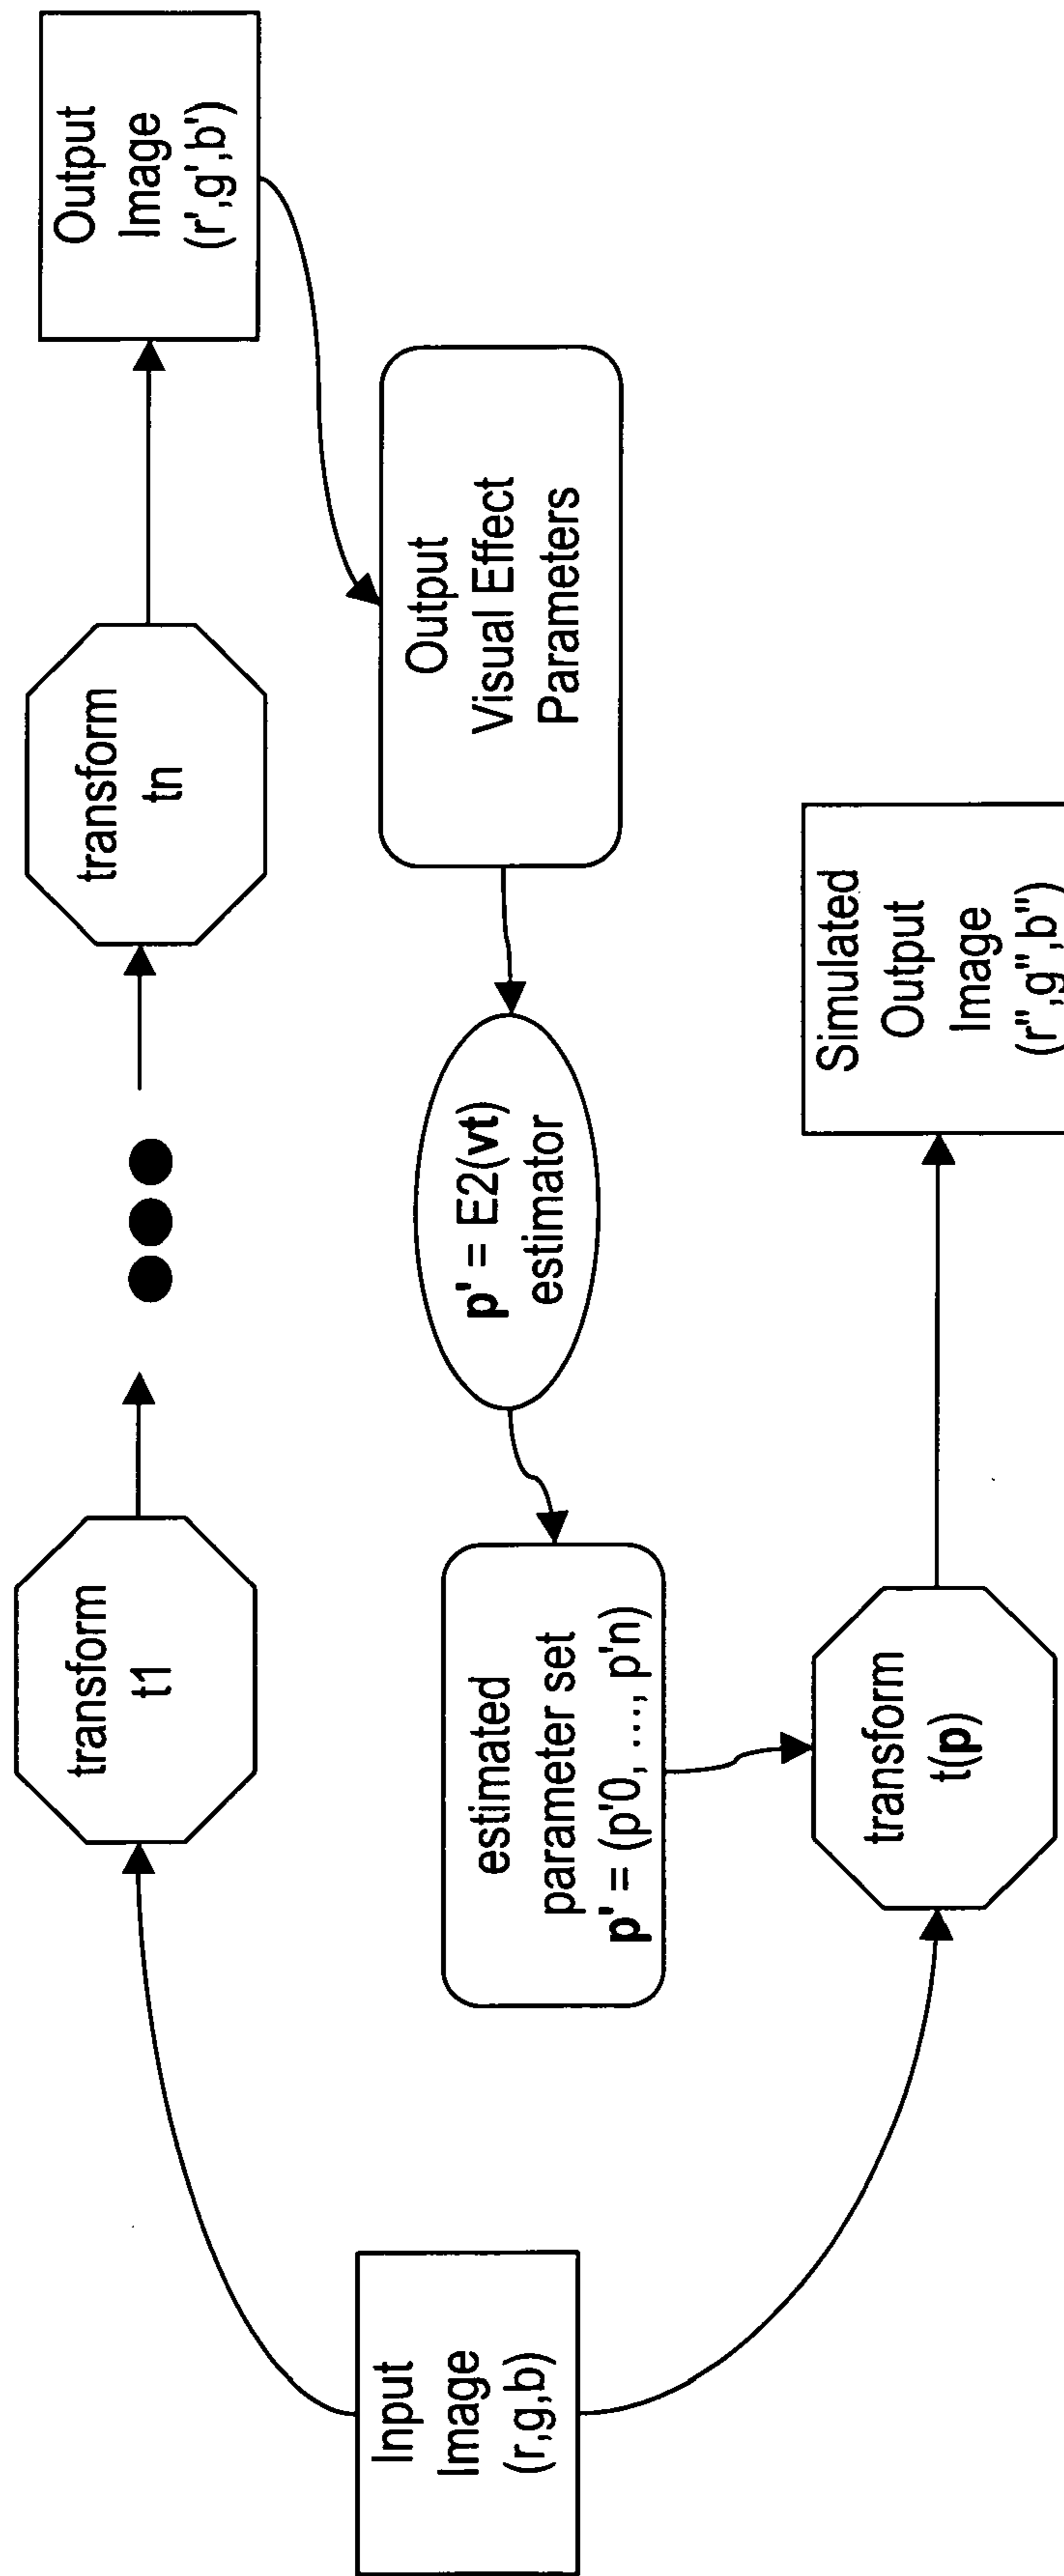 Input
Image
(r,g,b)
transform
t1
transform
tn
Output
Image
(r',g',b')
Output
Visual Effect
Parameters
p' = E2(vt)
estimator
estimated
parameter set
p' = (p'0, ..., p'n)
transform
t(p)
Simulated
Output
Image
(r",g",b")